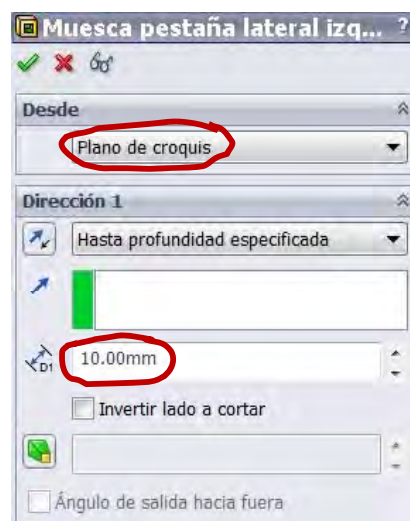 Muesca pestaña lateral izq... ?
Desde
Plano de croquis
Dirección 1
Hasta profundidad especificada
D1
10.00mm
Invertir lado a cortar
Ángulo de salida hacia fuera